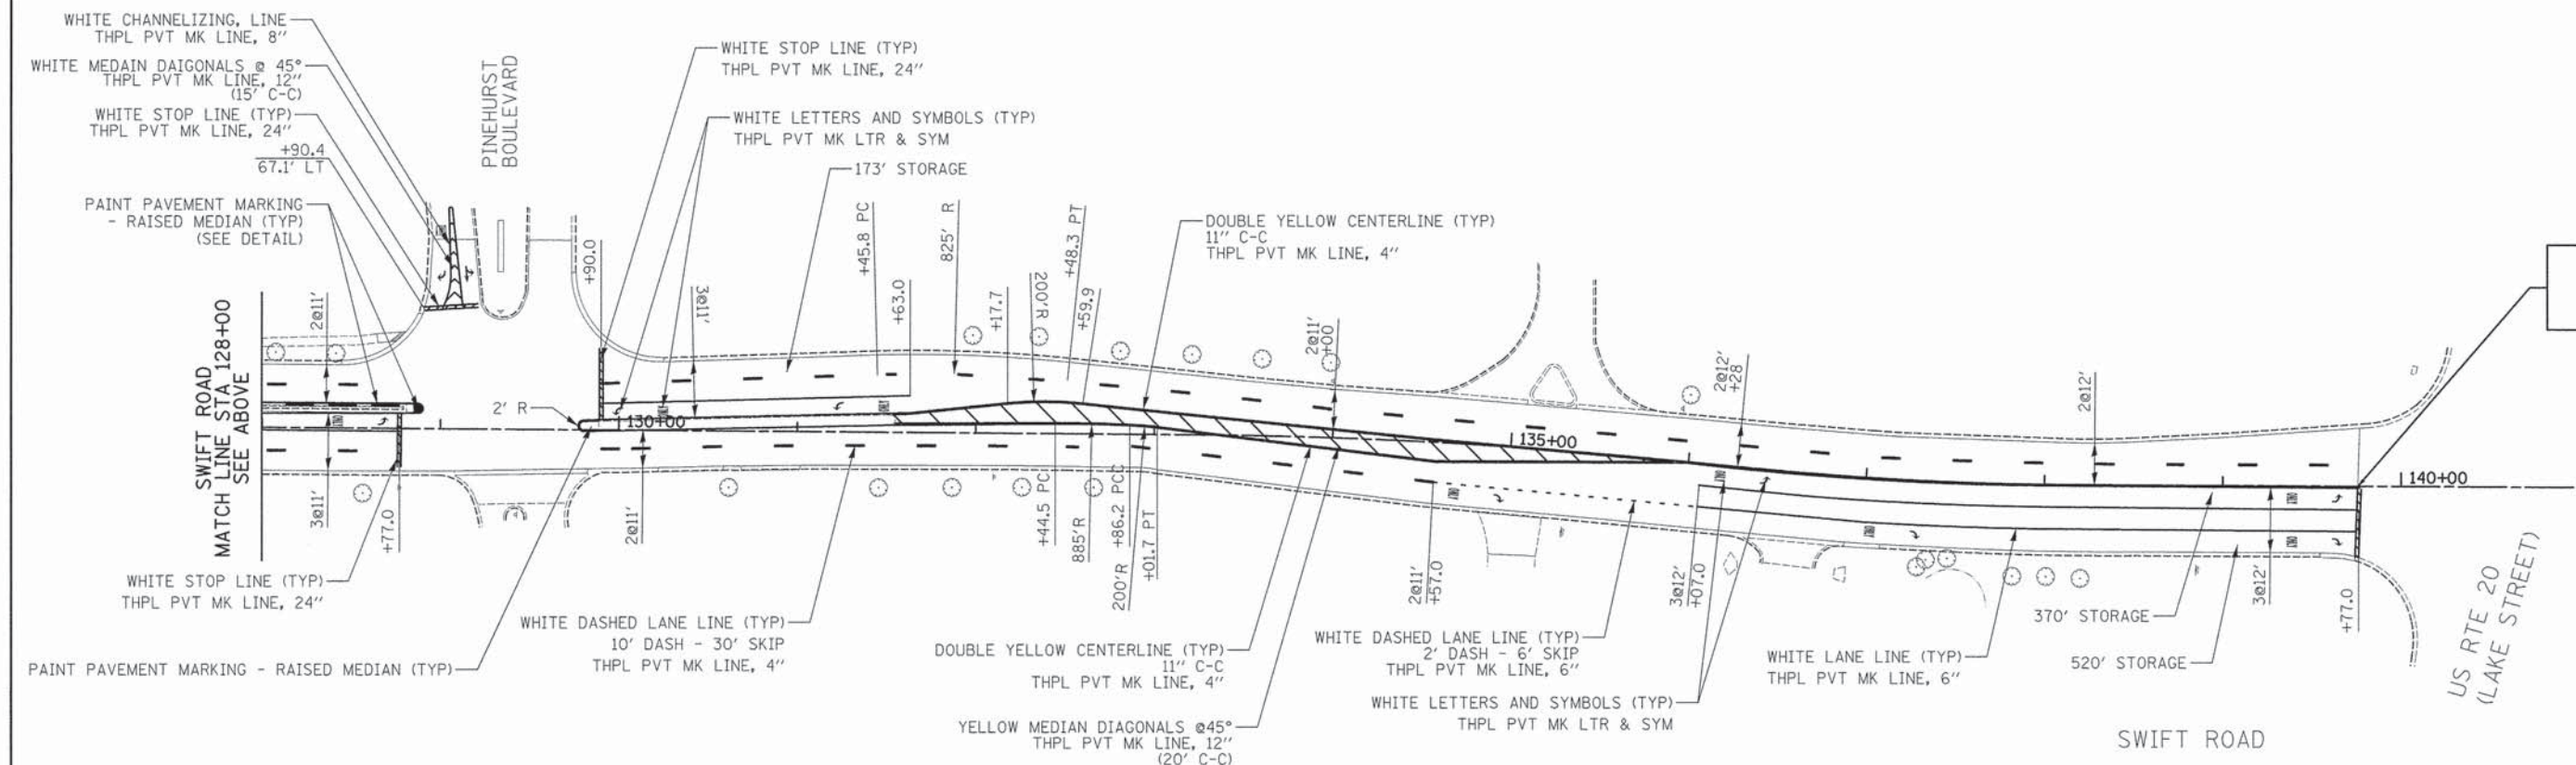 WHITE CHANNELIZING, LINE
THPL PVT MK LINE, 8"
WHITE MEDAIN DAIGONALS @ 45°
THPL PVT MK LINE, 12"
(15' C-C)
WHITE STOP LINE (TYP)
THPL PVT MK LINE, 24"
+90.4
67.1' LT
PAINT PAVEMENT MARKING
- RAISED MEDIAN (TYP)
(SEE DETAIL)
PINEHURST
BOULEVARD
WHITE STOP LINE (TYP)
THPL PVT MK LINE, 24"
WHITE LETTERS AND SYMBOLS (TYP)
THPL PVT MK LTR & SYM
173' STORAGE
DOUBLE YELLOW CENTERLINE (TYP)
11" C-C
THPL PVT MK LINE, 4"
+90.0
3@11'
+45.8 PC
+63.0
825' R
+17.7
200'R
+48.3 PT
+59.9
2@11'
+00
2@12'
+28'
2@12'
SWIFT ROAD
MATCH LINE STA 128+00
SEE ABOVE
2@11'
3@11'
+77.0
2' R
130+00
135+00
140+00
ONLY
ONLY
ONLY
ONLY
ONLY
ONLY
ONLY
ONLY
2@11'
+44.5 PC
885'R
+86.2 PCC
200'R
+01.7 PT
2@11'
+57.0
3@12'
+07.0
3@12'
+77.0
WHITE STOP LINE (TYP)
THPL PVT MK LINE, 24"
PAINT PAVEMENT MARKING - RAISED MEDIAN (TYP)
WHITE DASHED LANE LINE (TYP)
10' DASH - 30' SKIP
THPL PVT MK LINE, 4"
DOUBLE YELLOW CENTERLINE (TYP)
11" C-C
THPL PVT MK LINE, 4"
YELLOW MEDIAN DIAGONALS @45°
THPL PVT MK LINE, 12"
(20' C-C)
WHITE DASHED LANE LINE (TYP)
2' DASH - 6' SKIP
THPL PVT MK LINE, 6"
WHITE LETTERS AND SYMBOLS (TYP)
THPL PVT MK LTR & SYM
WHITE LANE LINE (TYP)
THPL PVT MK LINE, 6"
370' STORAGE
520' STORAGE
US RTE 20
(LAKE STREET)
SWIFT ROAD